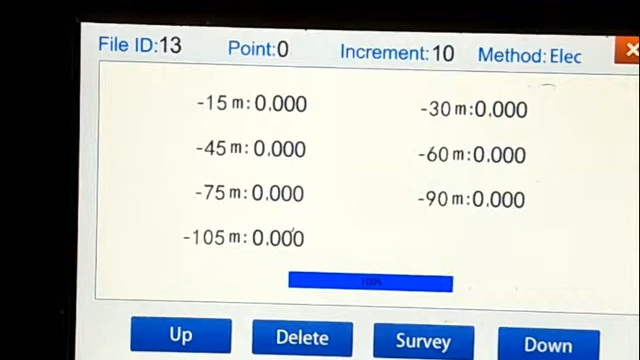 File ID:13 Point:0 Increment:10 Method:Elec
-15 m:0.000 -30 m:0.000
-45 m:0.000 -60 m:0.000
-75 m:0.000 -90 m:0.000
-105 m:0.000
100%
Up Delete Survey Down